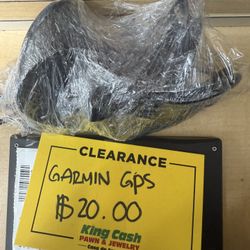 CLEARANCE
GARMIN GPS
$20.00
King Cash
PAWN & JEWELRY